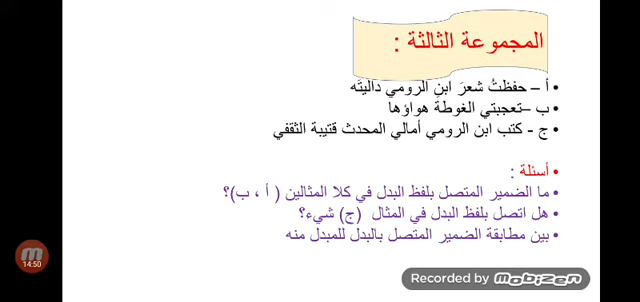 المجموعة الثالثة :
• أ – حفظتُ شعرَ ابنِ الرومي داليتَه
• ب –تعجبتي الغوطةَ هواؤها
• ج - كتب ابن الرومي أمالي المحدث قتيبة الثقفي
• أسئلة :
• ما الضمير المتصل بلفظ البدل في كلا المثالين ( أ ، ب)؟
• هل اتصل بلفظ البدل في المثال (ج) شيء؟
• بين مطابقة الضمير المتصل بالبدل للمبدل منه
14:50
Recorded by mobizen